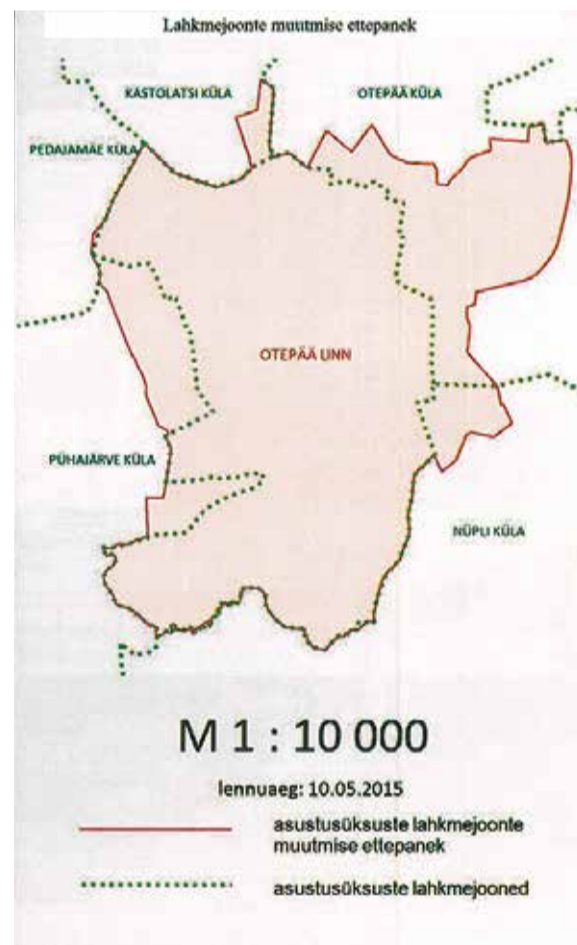 Lahkmejoonte muutmise ettepanek
KASTOLATSI KÜLA
OTEPÄÄ KÜLA
PEDAJAMÄE KÜLA
OTEPÄÄ LINN
PÜHAJÄRVE KÜLA
NÜPLI KÜLA
M 1 : 10 000
lennuaeg: 10.05.2015
asustusüksuste lahkmejoonte
muutmise ettepanek
asustusüksuste lahkmejooned